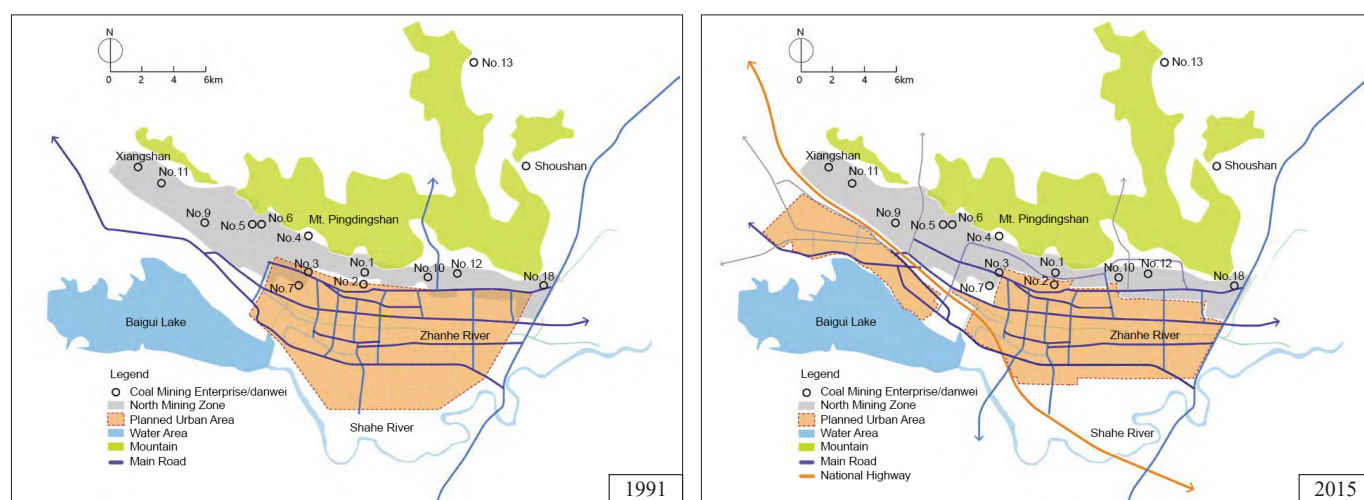 N
0 2 4 6km
No.13
Xiangshan
No.11
Shoushan
No.9
No.5
No.6
Mt. Pingdingshan
No.4
No.3
No.1
No.12
No.10
No.18
No.7
No.2
Baigui Lake
Zhanhe River
Legend
Coal Mining Enterprise/danwei
North Mining Zone
Planned Urban Area
Water Area
Mountain
Main Road
Shahe River
1991
N
0 2 4 6km
No.13
Xiangshan
No.11
Shoushan
No.9
No.5
No.6
Mt. Pingdingshan
No.4
No.3
No.1
No.12
No.10
No.18
No.7
No.2
Baigui Lake
Zhanhe River
Legend
Coal Mining Enterprise/danwei
North Mining Zone
Planned Urban Area
Water Area
Mountain
Main Road
National Highway
Shahe River
2015